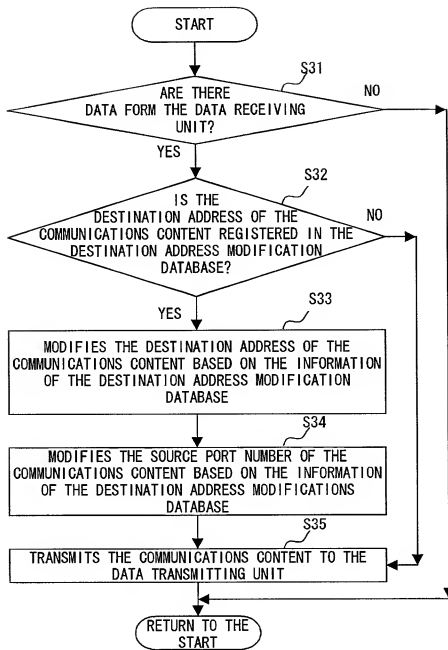 START
S31
ARE THERE
DATA FORM THE DATA RECEIVING
UNIT?
NO
YES
S32
IS THE
DESTINATION ADDRESS OF THE
COMMUNICATIONS CONTENT REGISTERED IN THE
DESTINATION ADDRESS MODIFICATION
DATABASE?
NO
YES
S33
MODIFIES THE DESTINATION ADDRESS OF THE
COMMUNICATIONS CONTENT BASED ON THE INFORMATION
OF THE DESTINATION ADDRESS MODIFICATION
DATABASE
S34
MODIFIES THE SOURCE PORT NUMBER OF THE
COMMUNICATIONS CONTENT BASED ON THE INFORMATION
OF THE DESTINATION ADDRESS MODIFICATIONS
DATABASE
S35
TRANSMITS THE COMMUNICATIONS CONTENT TO THE
DATA TRANSMITTING UNIT
RETURN TO THE
START